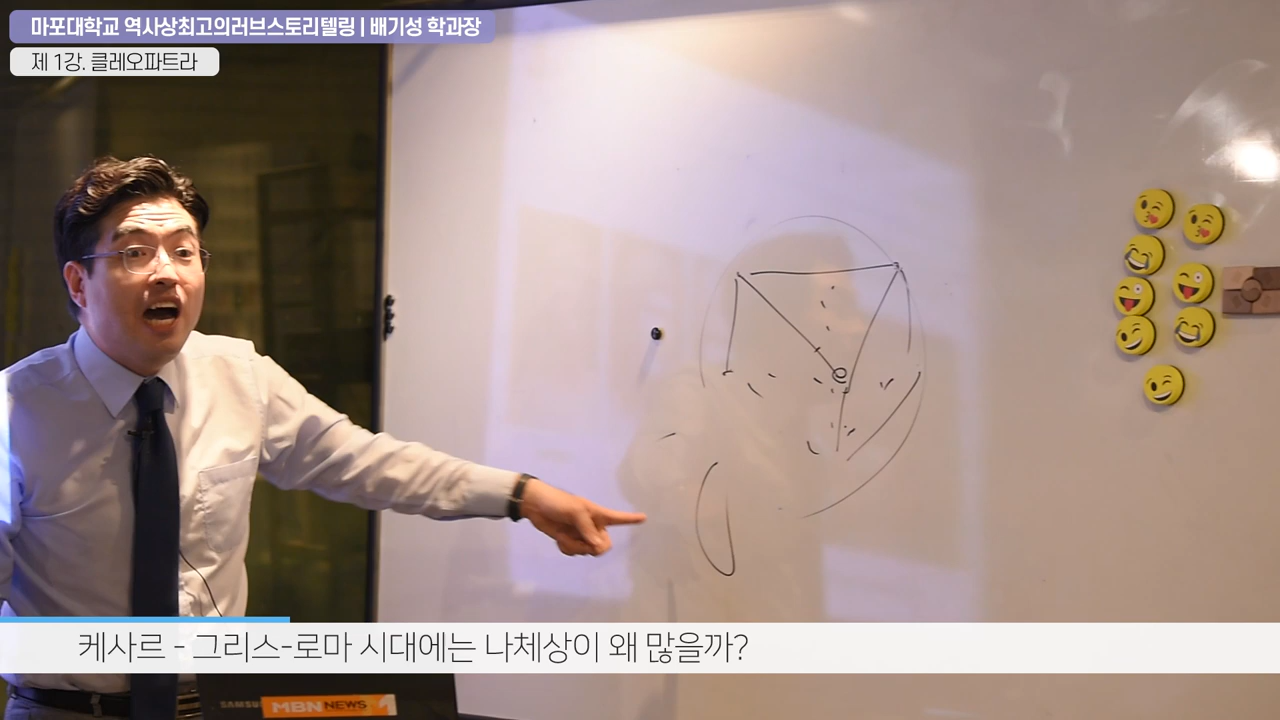 마포대학교 역사상최고의러브스토리텔링 | 배기성 학과장
제 1강. 클레오파트라
케사르 - 그리스-로마 시대에는 나체상이 왜 많을까?
SAMSU
MBN NEWS 1